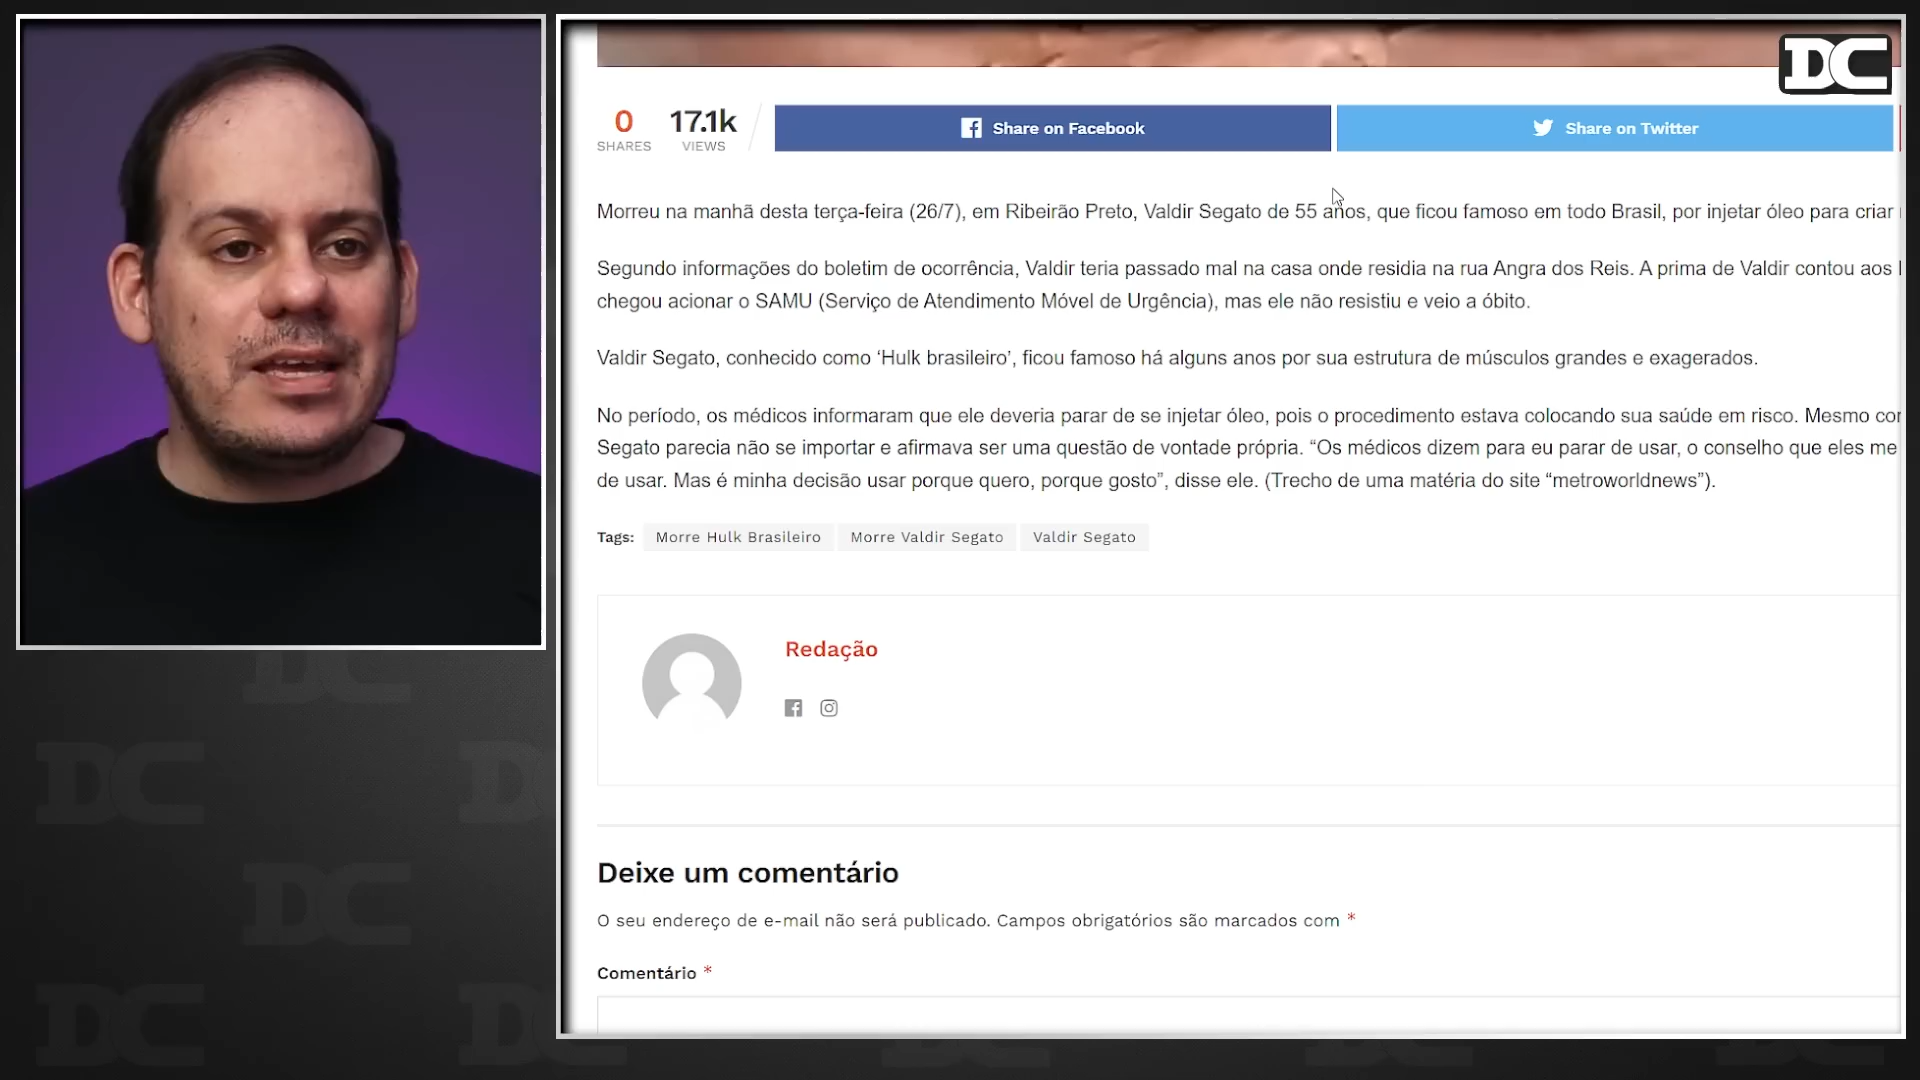 DC
0
SHARES
17.1k
VIEWS
Share on Facebook
Share on Twitter
Morreu na manhã desta terça-feira (26/7), em Ribeirão Preto, Valdir Segato de 55 anos, que ficou famoso em todo Brasil, por injetar óleo para criar
Segundo informações do boletim de ocorrência, Valdir teria passado mal na casa onde residia na rua Angra dos Reis. A prima de Valdir contou aos
chegou acionar o SAMU (Serviço de Atendimento Móvel de Urgência), mas ele não resistiu e veio a óbito.
Valdir Segato, conhecido como ‘Hulk brasileiro’, ficou famoso há alguns anos por sua estrutura de músculos grandes e exagerados.
No período, os médicos informaram que ele deveria parar de se injetar óleo, pois o procedimento estava colocando sua saúde em risco. Mesmo
Segato parecia não se importar e afirmava ser uma questão de vontade própria. “Os médicos dizem para eu parar de usar, o conselho que eles me
de usar. Mas é minha decisão usar porque quero, porque gosto”, disse ele. (Trecho de uma matéria do site “metroworldnews”).
Tags: Morre Hulk Brasileiro Morre Valdir Segato Valdir Segato
Redação
Deixe um comentário
O seu endereço de e-mail não será publicado. Campos obrigatórios são marcados com *
Comentário *